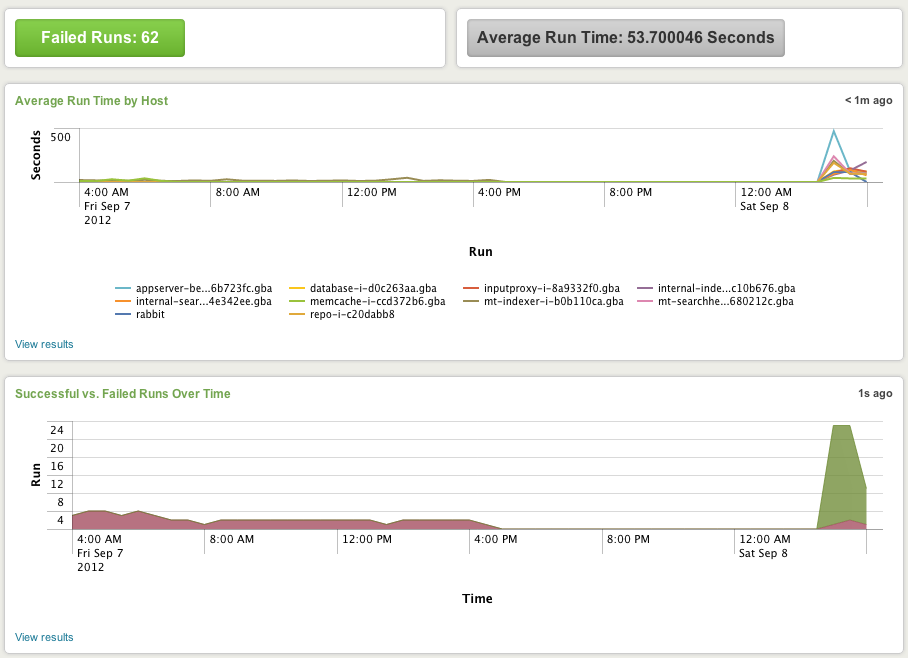 Failed Runs: 62
Average Run Time: 53.700046 Seconds
Average Run Time by Host
< 1m ago
Seconds
500
4:00 AM 8:00 AM 12:00 PM 4:00 PM 8:00 PM 12:00 AM
Fri Sep 7 Sat Sep 8
2012
Run
appserver-be...6b723fc.gba database-i-d0c263aa.gba inputproxy-i-8a9332f0.gba internal-inde...c10b676.gba
internal-sear...4e342ee.gba memcache-i-ccd372b6.gba mt-indexer-i-b0b110ca.gba mt-searchhe...680212c.gba
rabbit repo-i-c20dabb8
View results
Successful vs. Failed Runs Over Time
1s ago
Run
24
20
16
12
8
4
4:00 AM 8:00 AM 12:00 PM 4:00 PM 8:00 PM 12:00 AM
Fri Sep 7 Sat Sep 8
2012
Time
View results